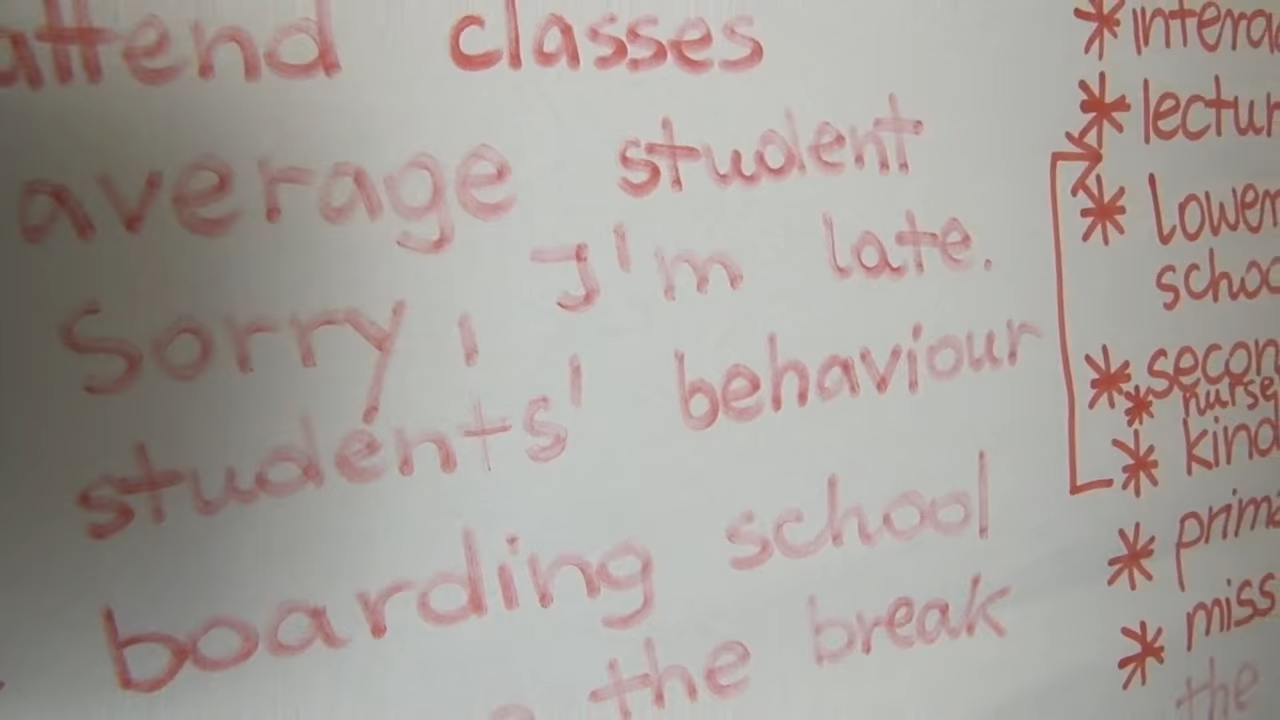 attend classes
average student
Sorry, I'm late.
students' behaviour
boarding school
the break
* 
* lectur
* lower
schoo
* secon
* nurse
* kind
* prima
* miss
the